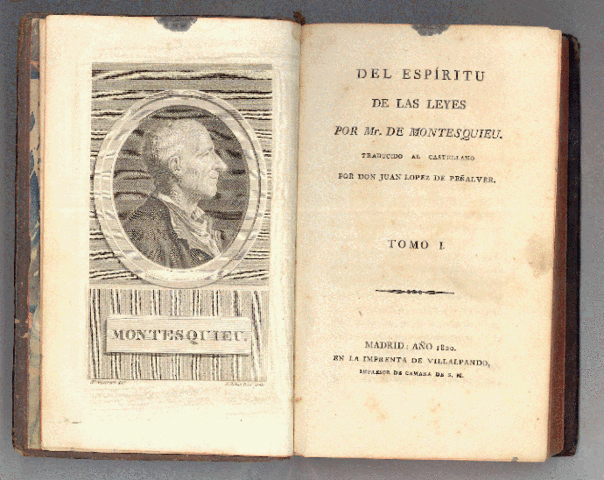 MONTESQUIEU.
DEL ESPÍRITU
DE LAS LEYES
POR Mr. DE MONTESQUIEU.
TRADUCIDO AL CASTELLANO
POR DON JUAN LOPEZ DE PEÑALVER.
TOMO I.
MADRID: AÑO 1820.
EN LA IMPRENTA DE VILLALPANDO,
IMPRESOR DE CAMARA DE S. M.